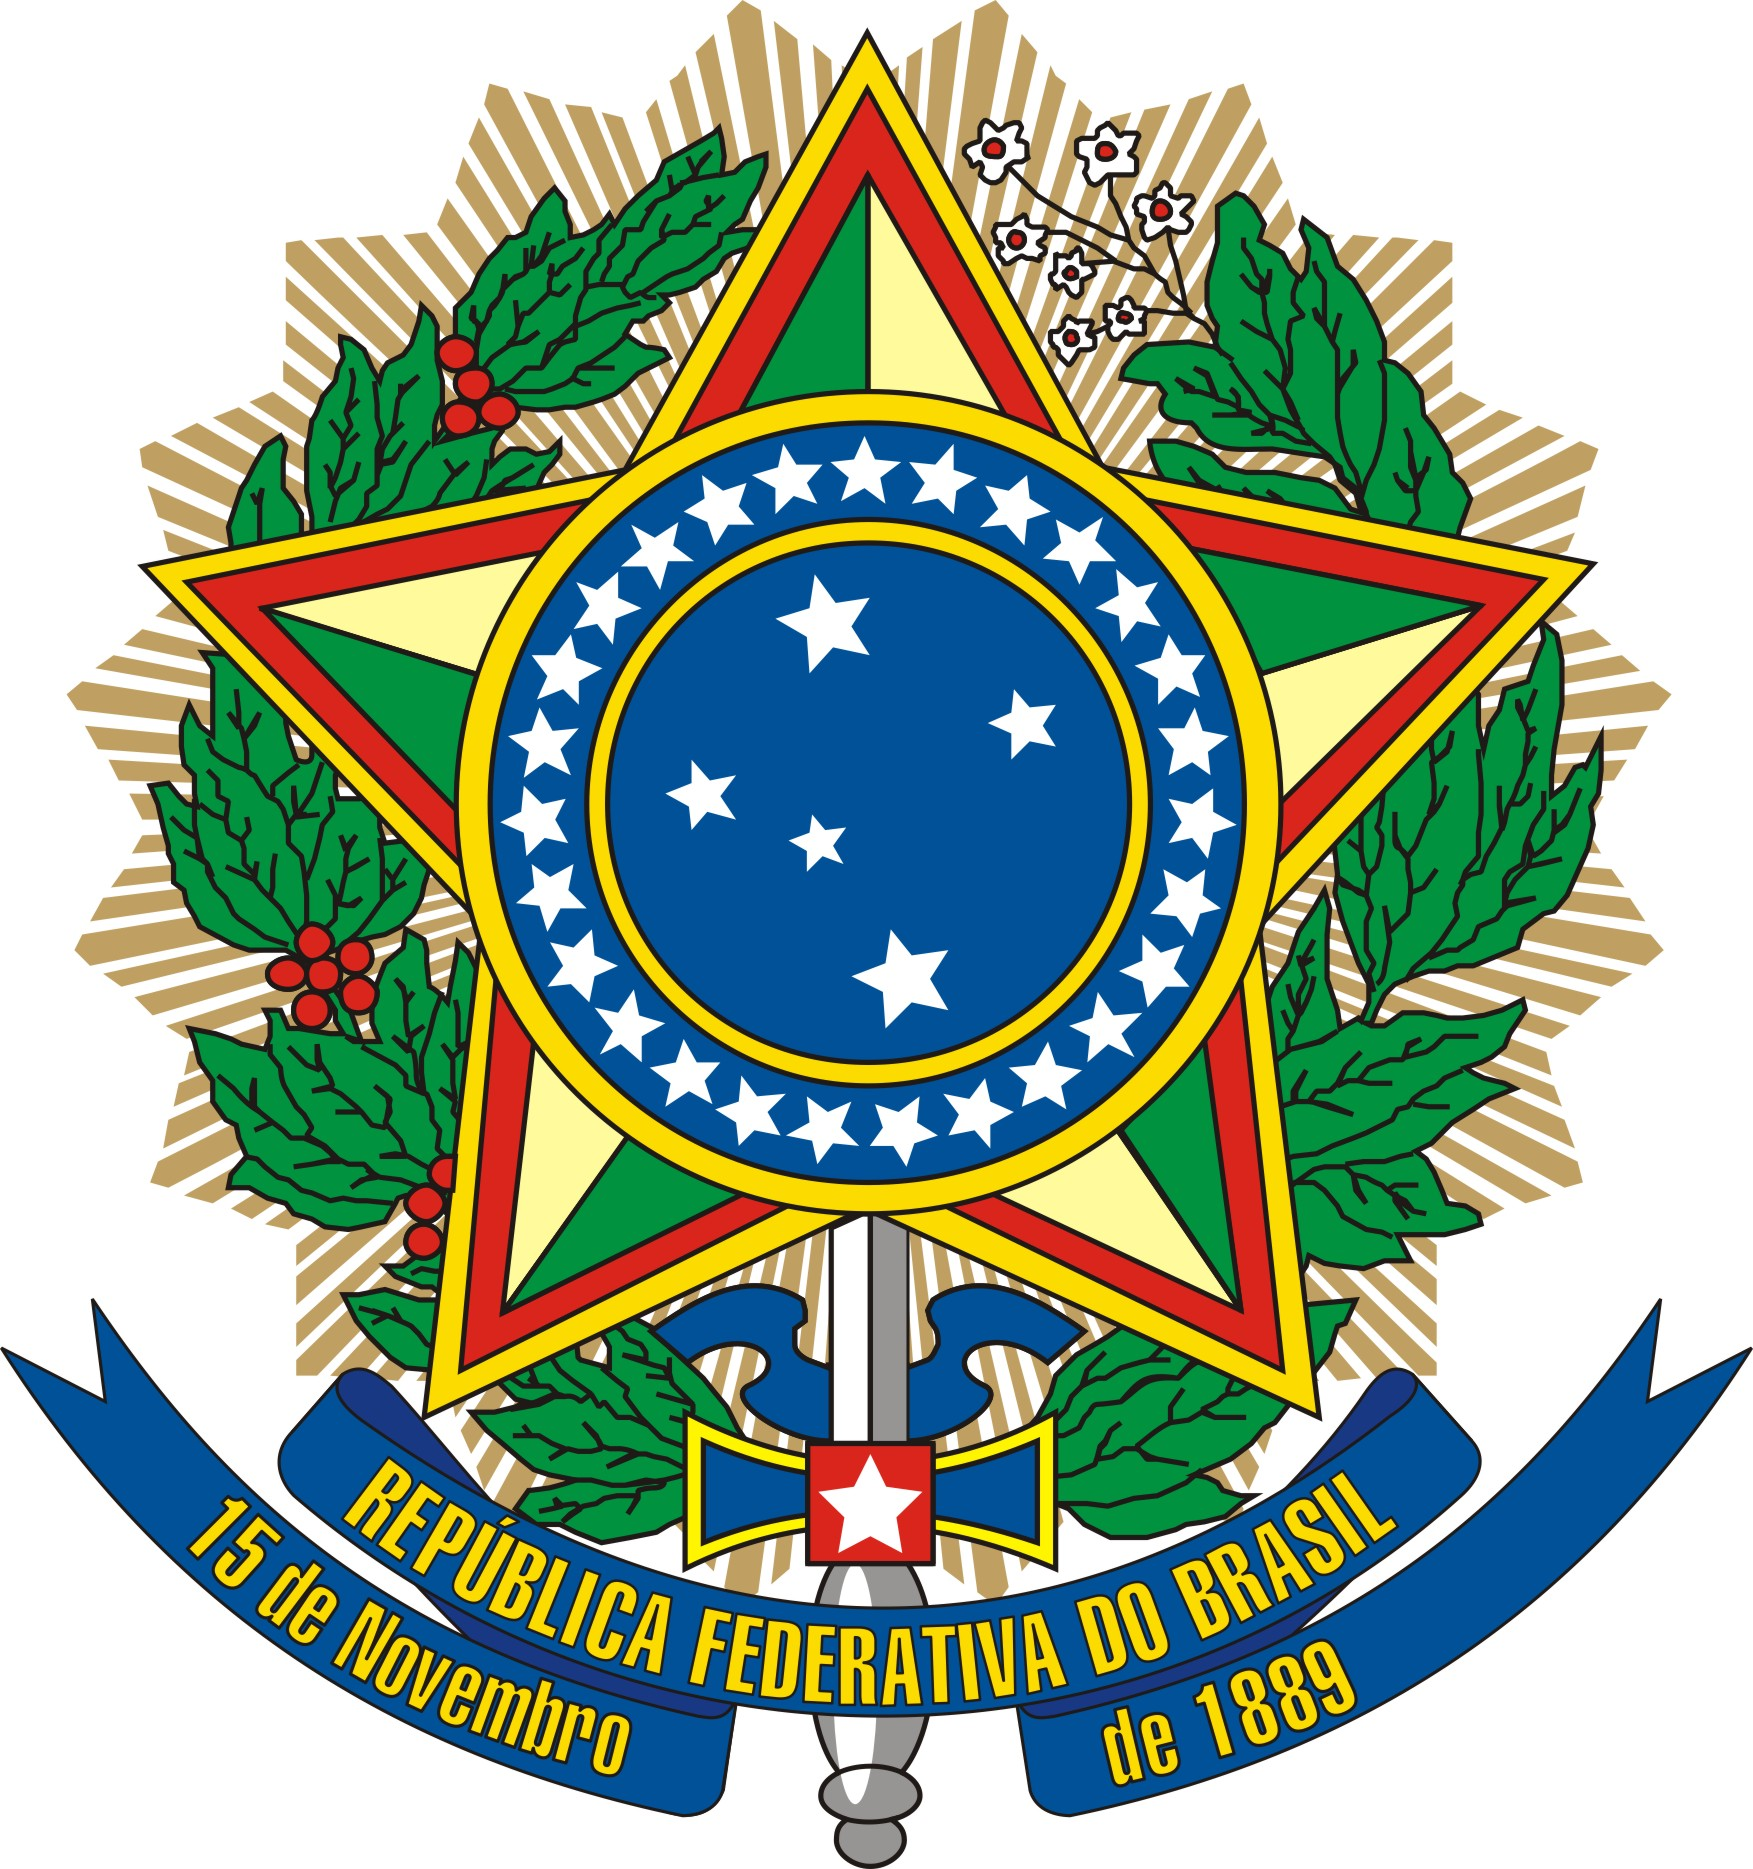 REPÚBLICA FEDERATIVA DO BRASIL
15 de Novembro de 1889